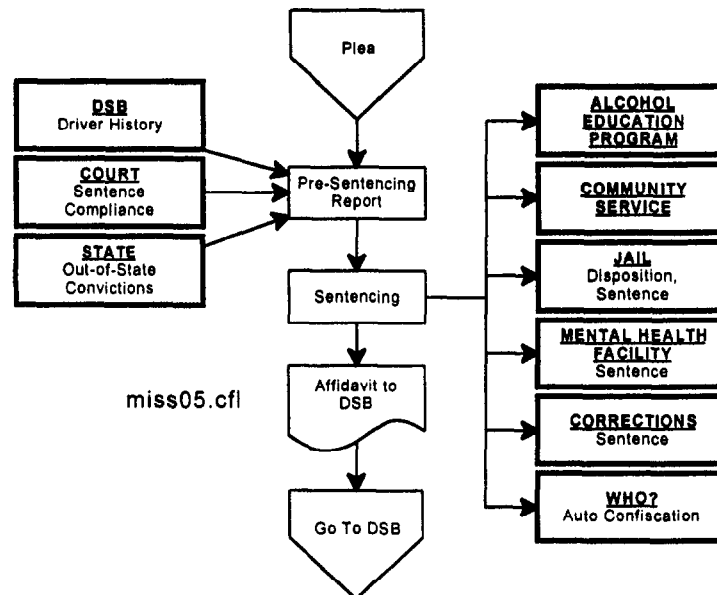 Plea
DSB
Driver History
COURT
Sentence
Compliance
STATE
Out-of-State
Convictions
Pre-Sentencing
Report
Sentencing
Affidavit to
DSB
Go To DSB
miss05.cfl
ALCOHOL
EDUCATION
PROGRAM
COMMUNITY
SERVICE
JAIL
Disposition,
Sentence
MENTAL HEALTH
FACILITY
Sentence
CORRECTIONS
Sentence
WHO?
Auto Confiscation